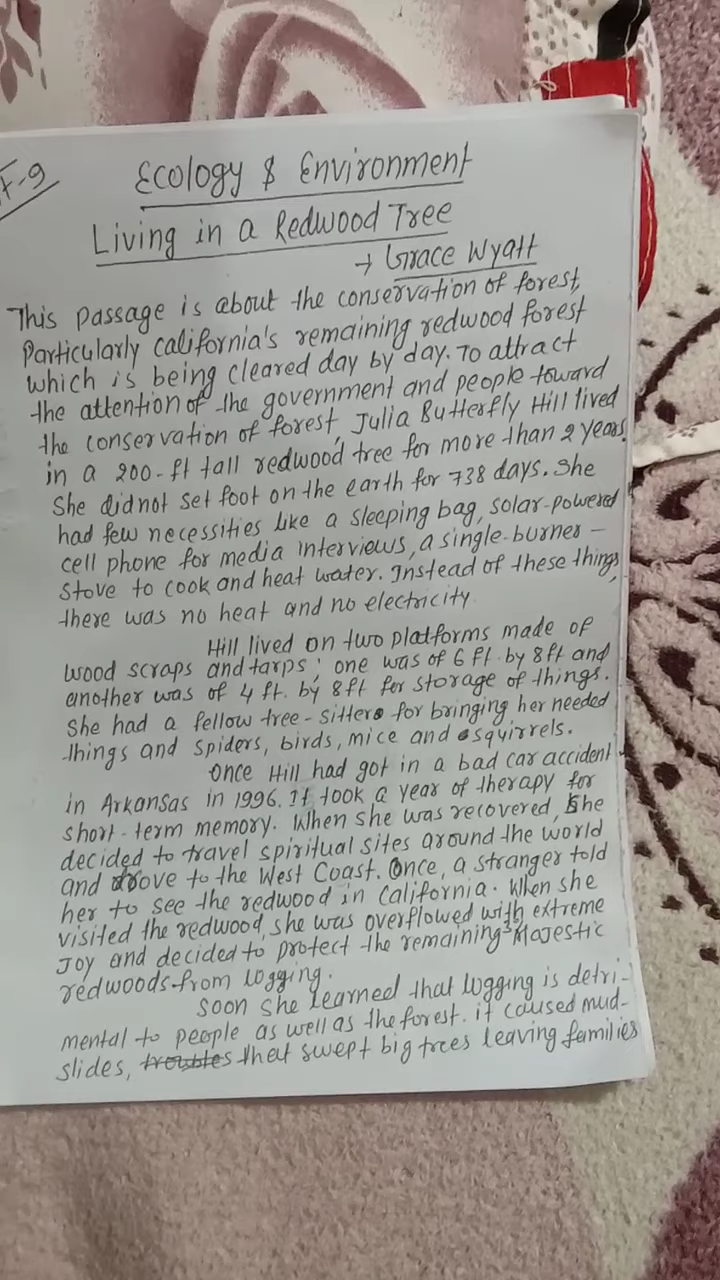 F-9
Ecology & Environment
Living in a Redwood Tree
→ Grace Wyatt
This passage is about the conservation of forest,
Particularly california's remaining redwood forest
which is being cleared day by day. To attract
the attention of the government and people toward
the conservation of forest, Julia Butterfly Hill lived
in a 200-ft tall redwood tree for more than 2 years.
She didnot set foot on the earth for 738 days. She
had few necessities like a sleeping bag, solar-powered
cell phone for media interviews, a single-burner -
stove to cook and heat water. Instead of these things,
there was no heat and no electricity.
Hill lived on two platforms made of
wood scraps and tarps; one was of 6 ft by 8ft and
another was of 4 ft. by 8ft for storage of things.
She had a fellow tree-sitters for bringing her needed
things and spiders, birds, mice and squirrels.
Once Hill had got in a bad car accident
in Arkansas in 1996. It took a year of therapy for
short-term memory. When she was recovered, She
decided to travel spiritual sites around the world
and drove to the West Coast. Once, a stranger told
her to see the redwood in California. When she
visited the redwood, she was overflowed with extreme
Joy and decided to protect the remaining 3% Majestic
redwoods from logging.
Soon she learned that logging is detri-
mental to people as well as the forest. it caused mud-
slides, troubles that swept big trees leaving families